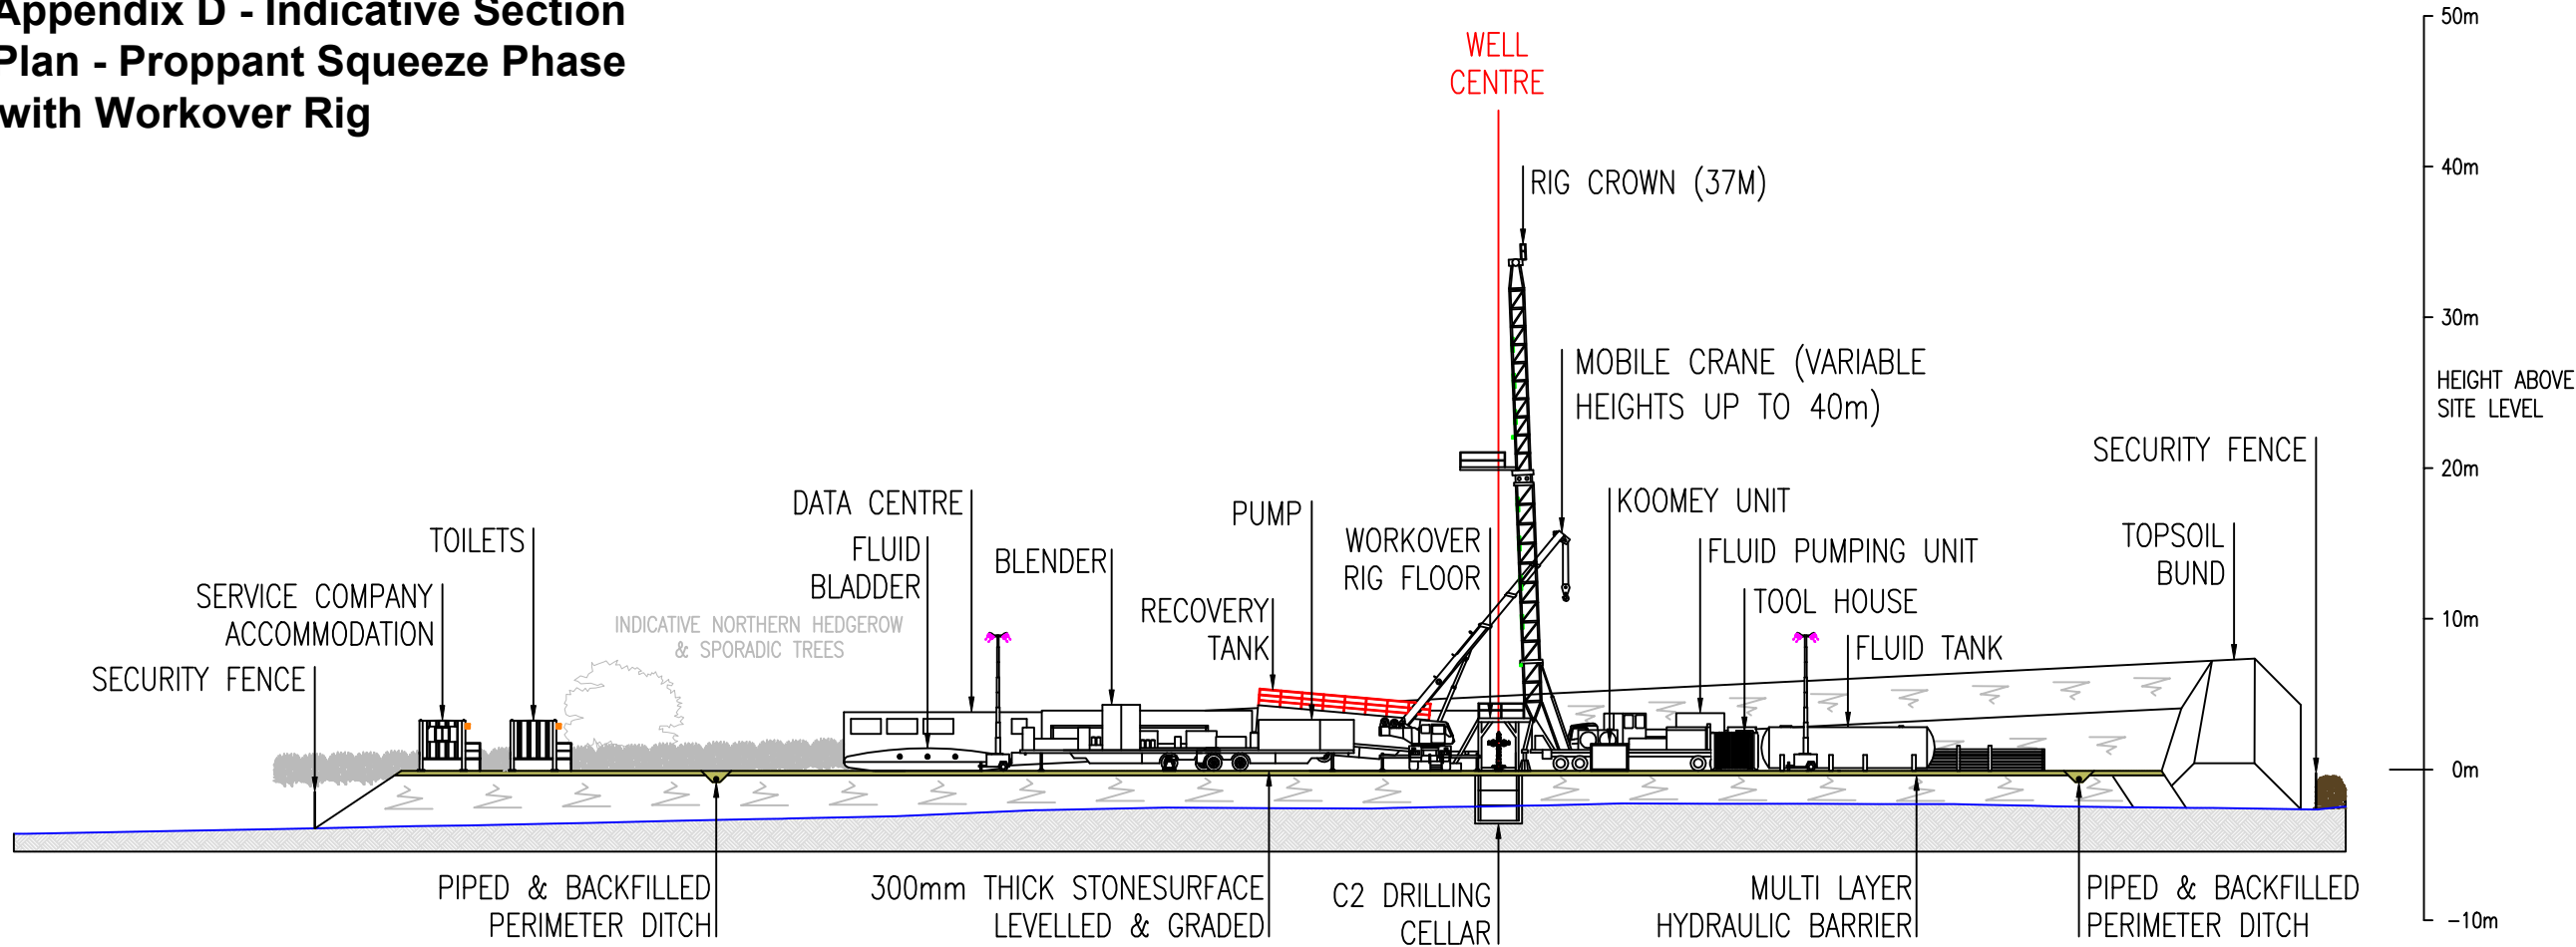 Appendix D - Indicative Section
Plan - Proppant Squeeze Phase
with Workover Rig
WELL
CENTRE
RIG CROWN (37M)
MOBILE CRANE (VARIABLE
HEIGHTS UP TO 40m)
50m
40m
30m
HEIGHT ABOVE
SITE LEVEL
20m
10m
0m
-10m
SECURITY FENCE
SERVICE COMPANY
ACCOMMODATION
TOILETS
INDICATIVE NORTHERN HEDGEROW
& SPORADIC TREES
DATA CENTRE
FLUID
BLADDER
BLENDER
RECOVERY
TANK
PUMP
WORKOVER
RIG FLOOR
KOOMEY UNIT
FLUID PUMPING UNIT
TOOL HOUSE
FLUID TANK
TOPSOIL
BUND
SECURITY FENCE
PIPED & BACKFILLED
PERIMETER DITCH
300mm THICK STONESURFACE
LEVELLED & GRADED
C2 DRILLING
CELLAR
MULTI LAYER
HYDRAULIC BARRIER
PIPED & BACKFILLED
PERIMETER DITCH